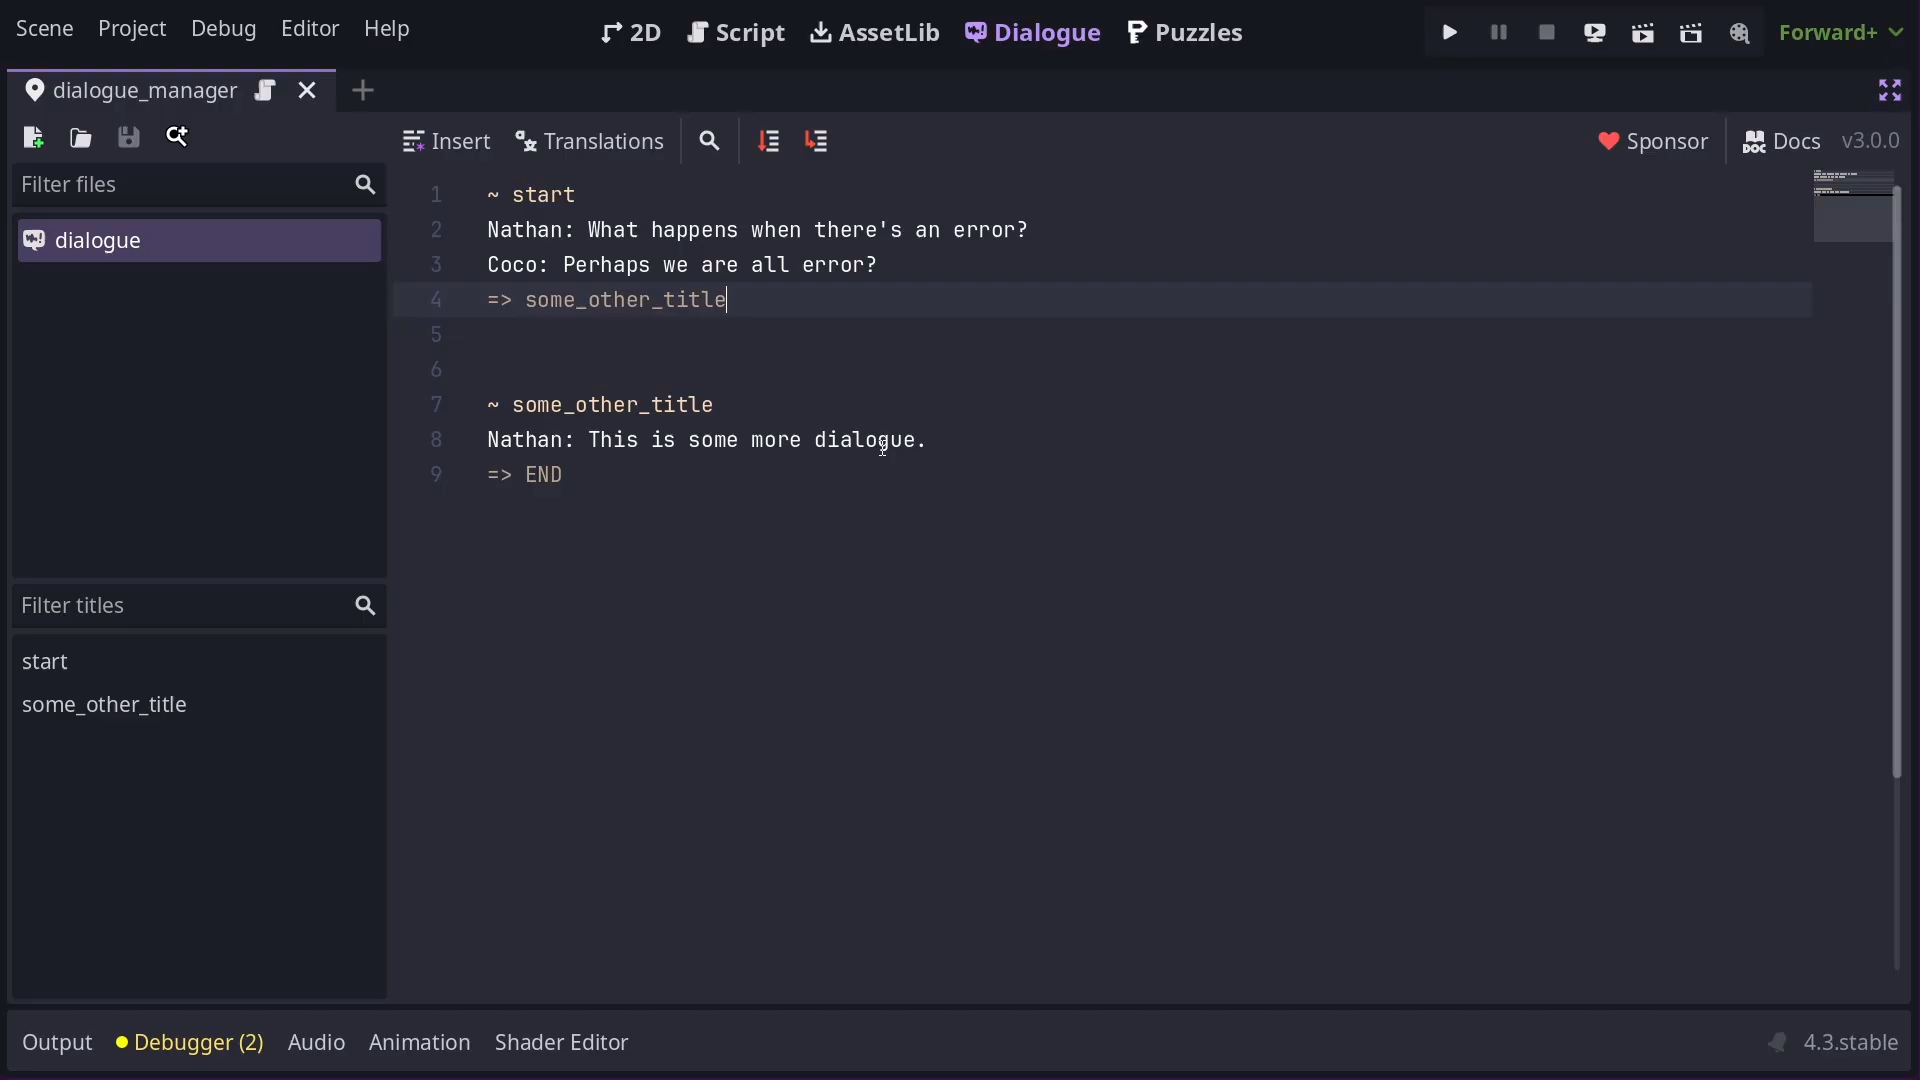 Scene Project Debug Editor Help 2D Script AssetLib Dialogue Puzzles Forward+
dialogue_manager
Insert Translations Sponsor DOC Docs v3.0.0
Filter files
dialogue
1 ~ start
2 Nathan: What happens when there's an error?
3 Coco: Perhaps we are all error?
4 => some_other_title
5
6
7 ~ some_other_title
8 Nathan: This is some more dialogue.
9 => END
Filter titles
start
some_other_title
Output Debugger (2) Audio Animation Shader Editor 4.3.stable